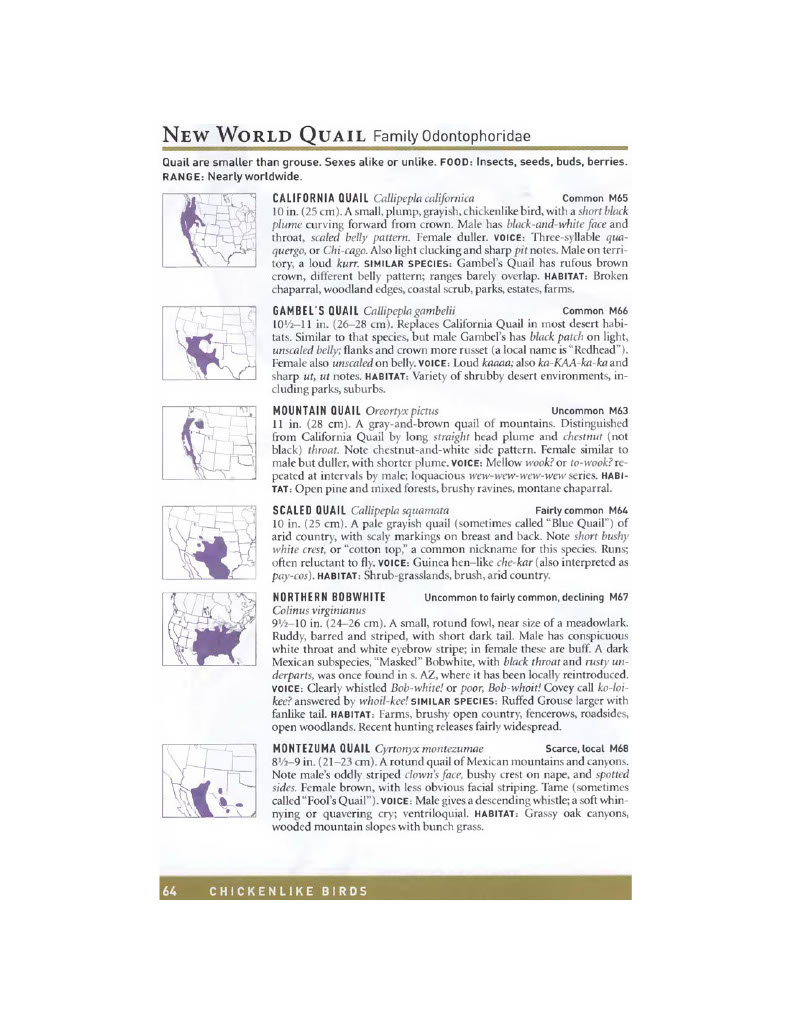 NEW WORLD QUAIL Family Odontophoridae
Quail are smaller than grouse. Sexes alike or unlike. FOOD: Insects, seeds, buds, berries.
RANGE: Nearly worldwide.
CALIFORNIA QUAIL Callipepla californica Common M65
10 in. (25 cm). A small, plump, grayish, chickenlike bird, with a short black
plume curving forward from crown. Male has black-and-white face and
throat, scaled belly pattern. Female duller. VOICE: Three-syllable qua-
quergo, or Chi-cago. Also light clucking and sharp pit notes. Male on terri-
tory, a loud kurr. SIMILAR SPECIES: Gambel's Quail has rufous brown
crown, different belly pattern; ranges barely overlap. HABITAT: Broken
chaparral, woodland edges, coastal scrub, parks, estates, farms.
GAMBEL'S QUAIL Callipepla gambelii Common M66
10½–11 in. (26–28 cm). Replaces California Quail in most desert habi-
tats. Similar to that species, but male Gambel's has black patch on light,
unscaled belly; flanks and crown more russet (a local name is "Redhead").
Female also unscaled on belly. VOICE: Loud kaaaa; also ka-KAA-ka-ka and
sharp ut, ut notes. HABITAT: Variety of shrubby desert environments, in-
cluding parks, suburbs.
MOUNTAIN QUAIL Oreortyx pictus Uncommon M63
11 in. (28 cm). A gray-and-brown quail of mountains. Distinguished
from California Quail by long straight head plume and chestnut (not
black) throat. Note chestnut-and-white side pattern. Female similar to
male but duller, with shorter plume. VOICE: Mellow wook? or to-wook? re-
peated at intervals by male; loquacious wew-wew-wew-wew series. HABI-
TAT: Open pine and mixed forests, brushy ravines, montane chaparral.
SCALED QUAIL Callipepla squamata Fairly common M64
10 in. (25 cm). A pale grayish quail (sometimes called "Blue Quail") of
arid country, with scaly markings on breast and back. Note short bushy
white crest, or "cotton top," a common nickname for this species. Runs;
often reluctant to fly. VOICE: Guinea hen–like che-kar (also interpreted as
pay-cos). HABITAT: Shrub-grasslands, brush, arid country.
NORTHERN BOBWHITE Uncommon to fairly common, declining M67
Colinus virginianus
9½–10 in. (24–26 cm). A small, rotund fowl, near size of a meadowlark.
Ruddy, barred and striped, with short dark tail. Male has conspicuous
white throat and white eyebrow stripe; in female these are buff. A dark
Mexican subspecies, "Masked" Bobwhite, with black throat and rusty un-
derparts, was once found in s. AZ, where it has been locally reintroduced.
VOICE: Clearly whistled Bob-white! or poor, Bob-whoit! Covey call ko-loi-
kee? answered by whoil-kee! SIMILAR SPECIES: Ruffed Grouse larger with
fanlike tail. HABITAT: Farms, brushy open country, fencerows, roadsides,
open woodlands. Recent hunting releases fairly widespread.
MONTEZUMA QUAIL Cyrtonyx montezumae Scarce, local M68
8½–9 in. (21–23 cm). A rotund quail of Mexican mountains and canyons.
Note male's oddly striped clown's face, bushy crest on nape, and spotted
sides. Female brown, with less obvious facial striping. Tame (sometimes
called "Fool's Quail"). VOICE: Male gives a descending whistle; a soft whin-
nying or quavering cry; ventriloquial. HABITAT: Grassy oak canyons,
wooded mountain slopes with bunch grass.
64 CHICKENLIKE BIRDS